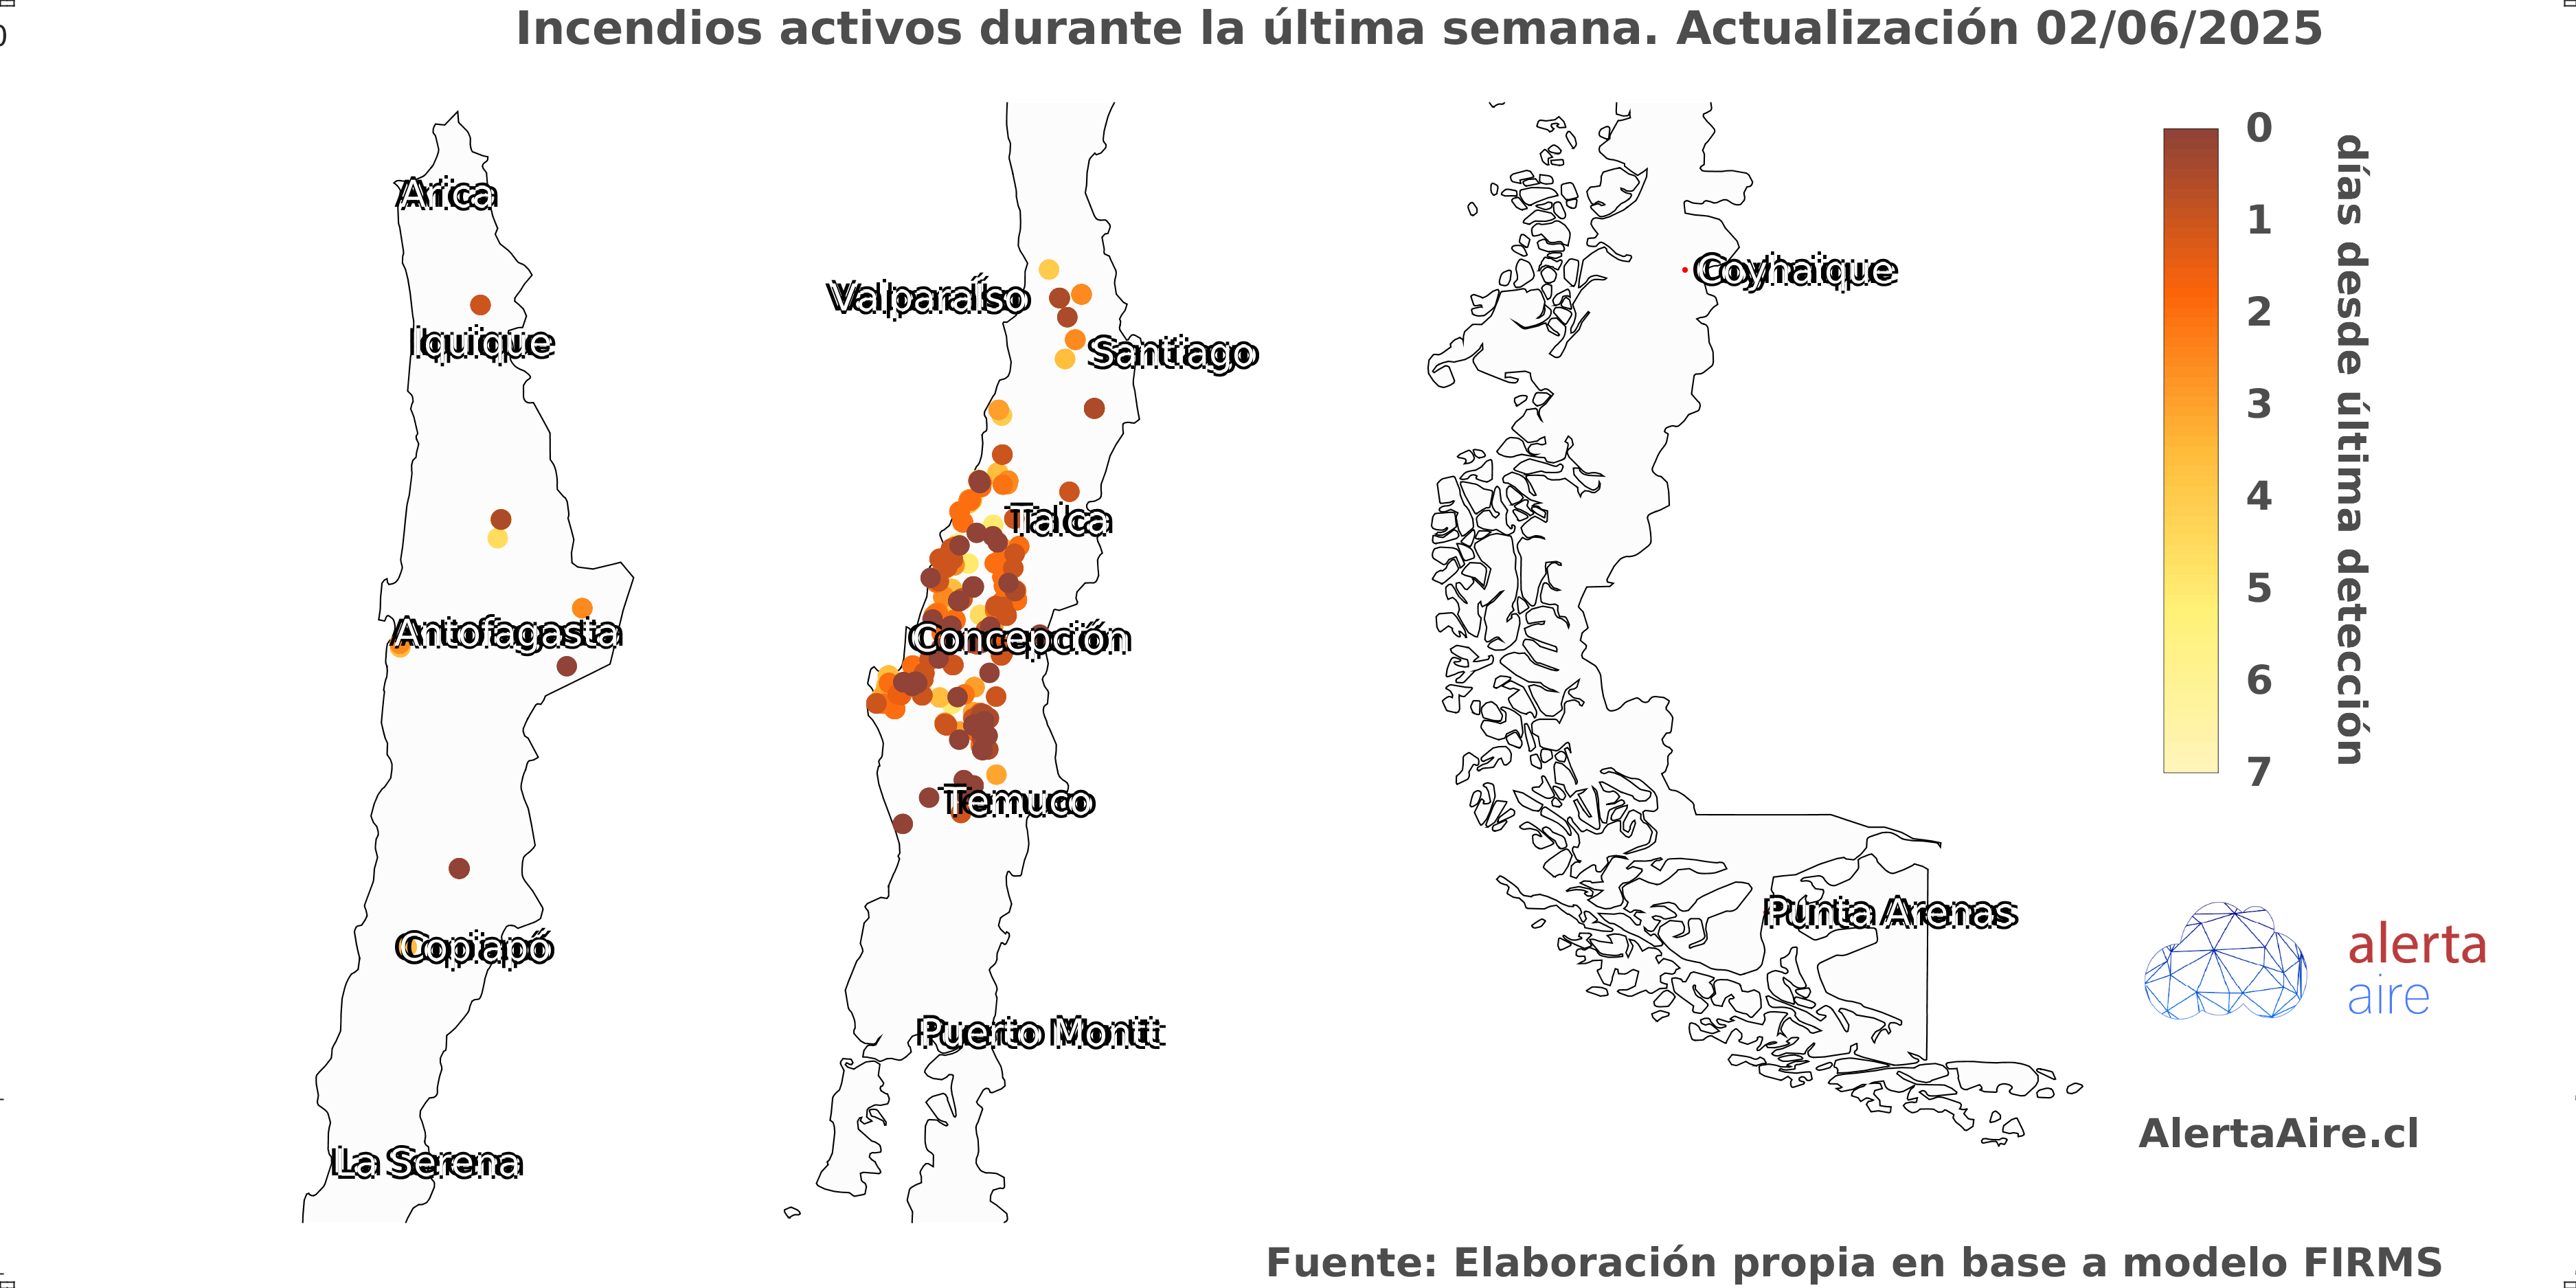 Incendios activos durante la última semana. Actualización 02/06/2025
0
Arica
Iquique
Antofagasta
Copiapó
La Serena
Valparaíso
Santiago
Talca
Concepción
Temuco
Puerto Montt
Coyhaique
Punta Arenas
0
1
2
3
4
5
6
7
días desde última detección
alerta
aire
AlertaAire.cl
Fuente: Elaboración propia en base a modelo FIRMS